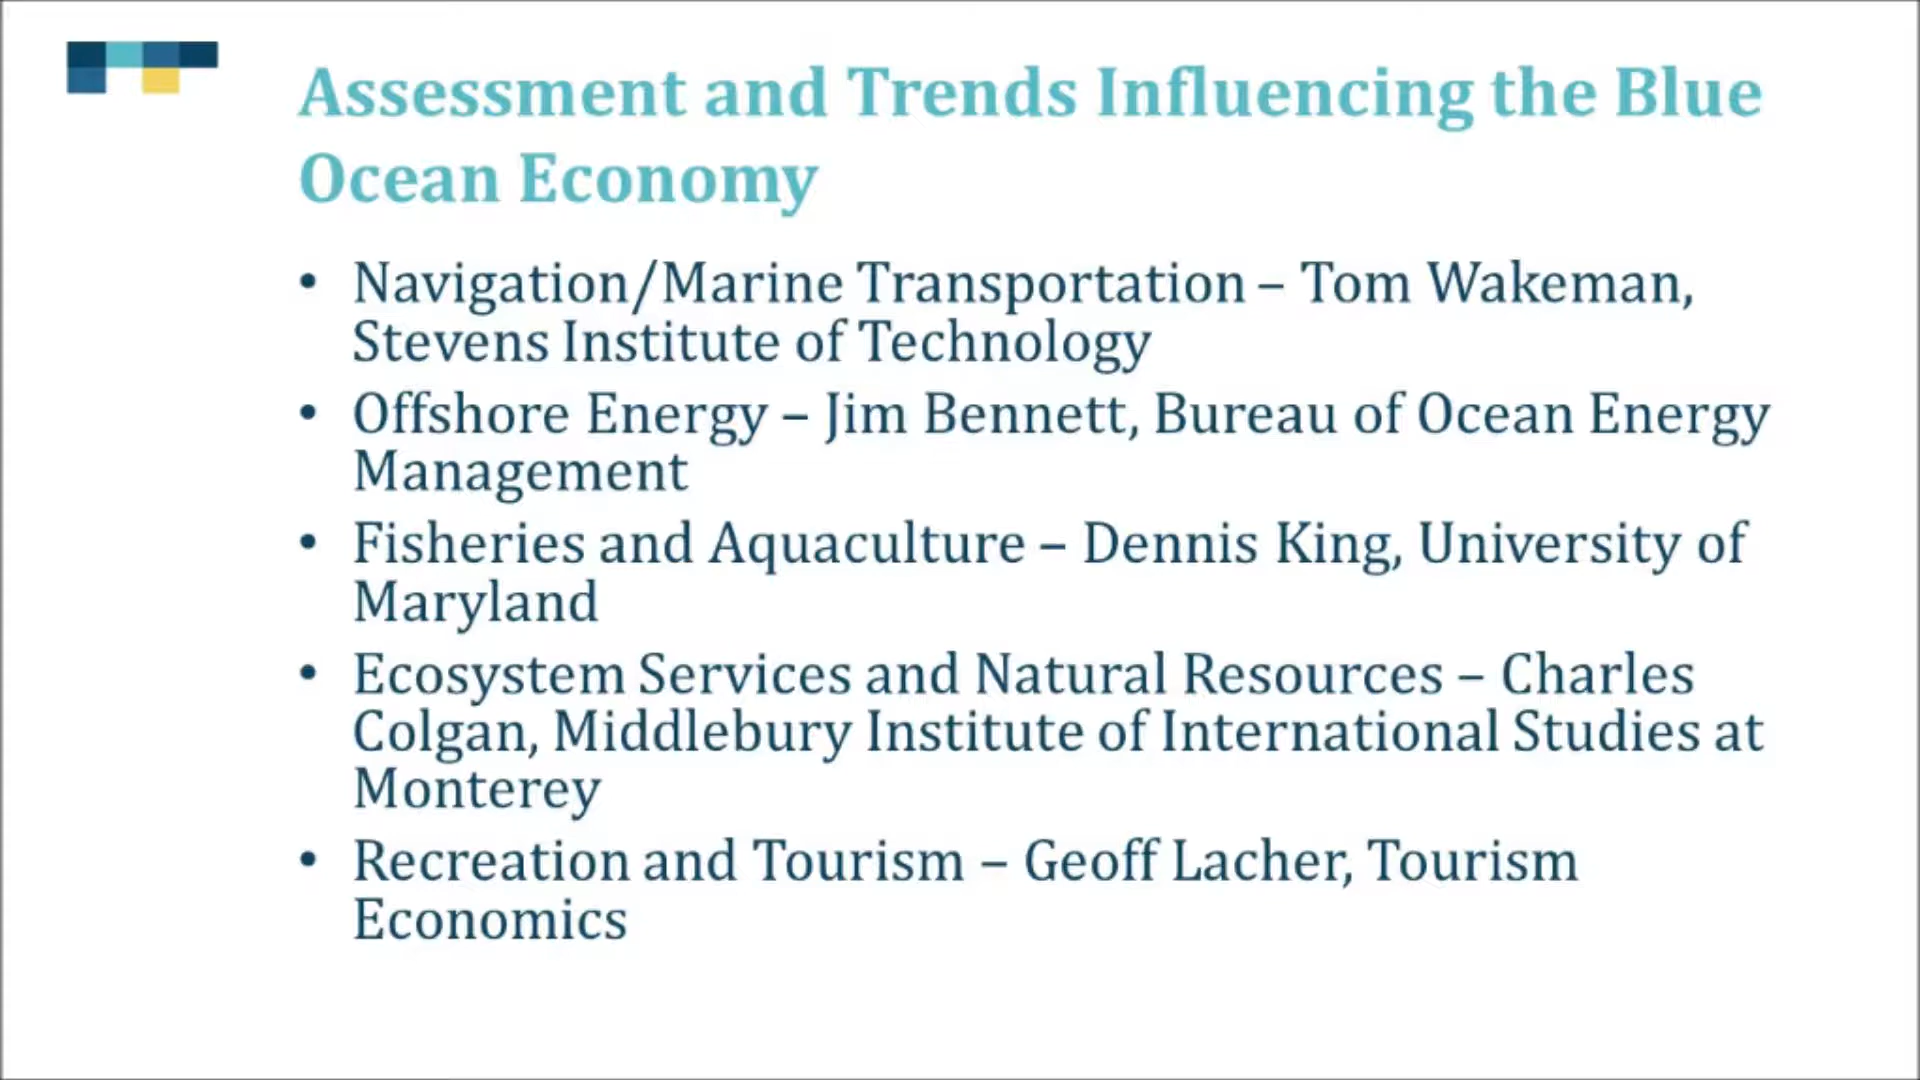 Assessment and Trends Influencing the Blue
Ocean Economy
• Navigation/Marine Transportation – Tom Wakeman,
Stevens Institute of Technology
• Offshore Energy – Jim Bennett, Bureau of Ocean Energy
Management
• Fisheries and Aquaculture – Dennis King, University of
Maryland
• Ecosystem Services and Natural Resources – Charles
Colgan, Middlebury Institute of International Studies at
Monterey
• Recreation and Tourism – Geoff Lacher, Tourism
Economics